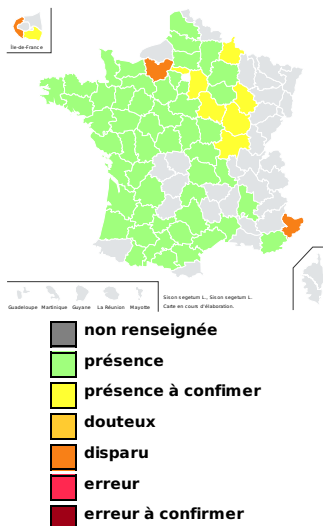 Île-de-France
Guadeloupe Martinique Guyane La Réunion Mayotte
Sison segetum L., Sison segetum L.
Carte en cours d'élaboration.
non renseignée
présence
présence à confimer
douteux
disparu
erreur
erreur à confirmer